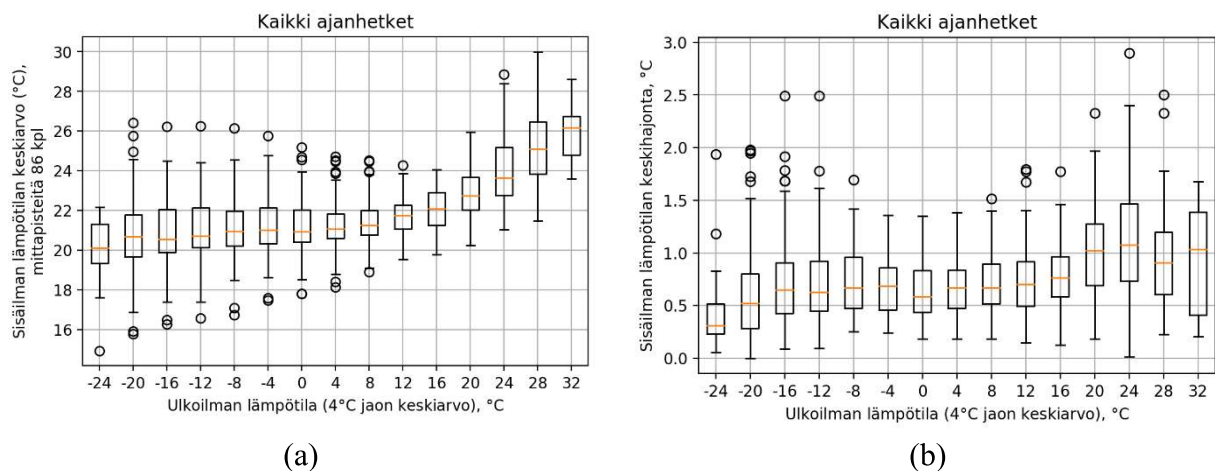 Kaikki ajanhetket
Sisäilman lämpötilan keskiarvo (°C),
mittapisteitä 86 kpl
30
28
26
24
22
20
18
16
-24 -20 -16 -12 -8 -4 0 4 8 12 16 20 24 28 32
Ulkoilman lämpötila (4°C jaon keskiarvo), °C
(a)
Kaikki ajanhetket
Sisäilman lämpötilan keskihajonta, °C
3.0
2.5
2.0
1.5
1.0
0.5
0.0
-24 -20 -16 -12 -8 -4 0 4 8 12 16 20 24 28 32
Ulkoilman lämpötila (4°C jaon keskiarvo), °C
(b)